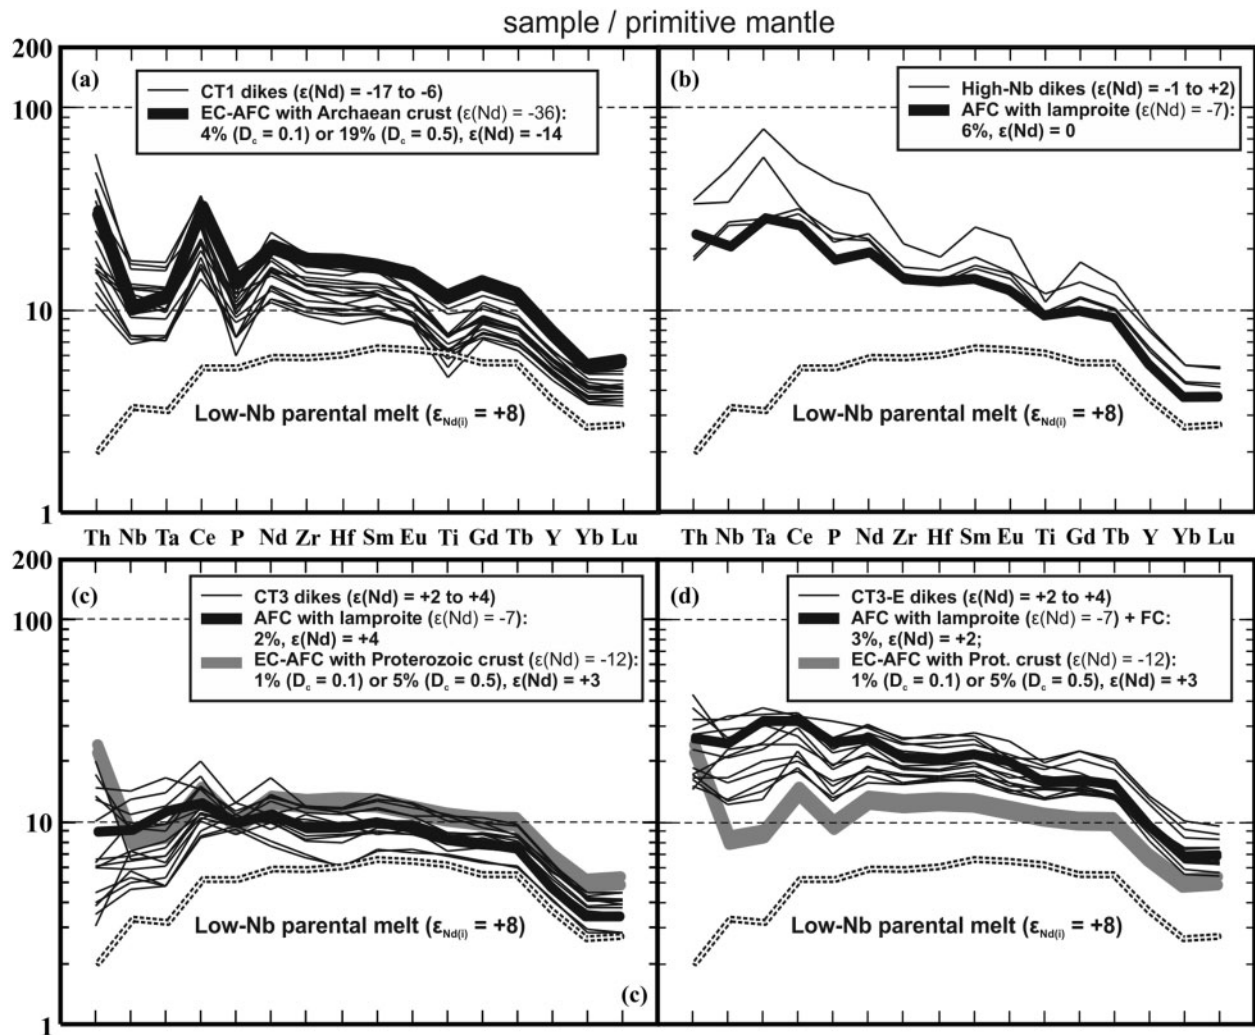 sample / primitive mantle
200
100
10
1
(a)
CT1 dikes (ε(Nd) = -17 to -6)
EC-AFC with Archaean crust (ε(Nd) = -36):
4% (Dc = 0.1) or 19% (Dc = 0.5), ε(Nd) = -14
Low-Nb parental melt (εNd(i) = +8)
(b)
High-Nb dikes (ε(Nd) = -1 to +2)
AFC with lamproite (ε(Nd) = -7):
6%, ε(Nd) = 0
Low-Nb parental melt (εNd(i) = +8)
Th Nb Ta Ce P Nd Zr Hf Sm Eu Ti Gd Tb Y Yb Lu
Th Nb Ta Ce P Nd Zr Hf Sm Eu Ti Gd Tb Y Yb Lu
200
100
10
1
(c)
CT3 dikes (ε(Nd) = +2 to +4)
AFC with lamproite (ε(Nd) = -7):
2%, ε(Nd) = +4
EC-AFC with Proterozoic crust (ε(Nd) = -12):
1% (Dc = 0.1) or 5% (Dc = 0.5), ε(Nd) = +3
Low-Nb parental melt (εNd(i) = +8)
(c)
(d)
CT3-E dikes (ε(Nd) = +2 to +4)
AFC with lamproite (ε(Nd) = -7) + FC:
3%, ε(Nd) = +2;
EC-AFC with Prot. crust (ε(Nd) = -12):
1% (Dc = 0.1) or 5% (Dc = 0.5), ε(Nd) = +3
Low-Nb parental melt (εNd(i) = +8)